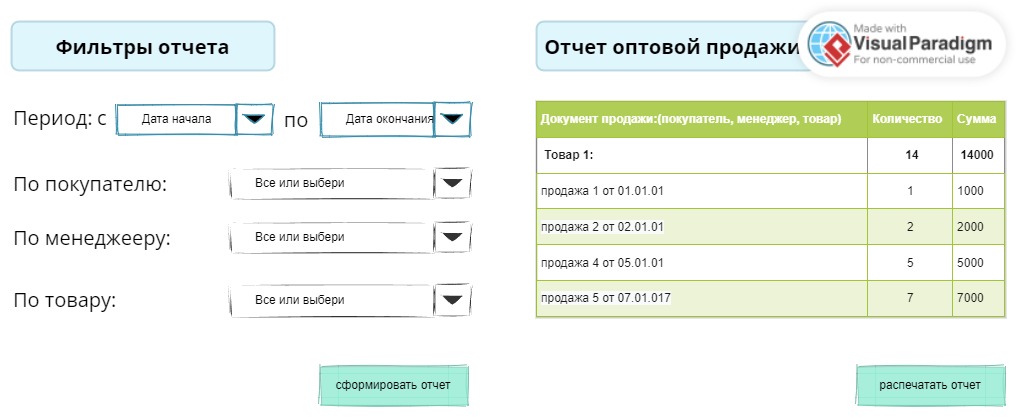 Фильтры отчета
Период: с Дата начала по Дата окончания
По покупателю: Все или выбери
По менеджееру: Все или выбери
По товару: Все или выбери
сформировать отчет
Отчет оптовой продажи
Made with
Visual Paradigm
For non-commercial use
Документ продажи:(покупатель, менеджер, товар) Количество Сумма
Товар 1: 14 14000
продажа 1 от 01.01.01 1 1000
продажа 2 от 02.01.01 2 2000
продажа 4 от 05.01.01 5 5000
продажа 5 от 07.01.017 7 7000
распечатать отчет